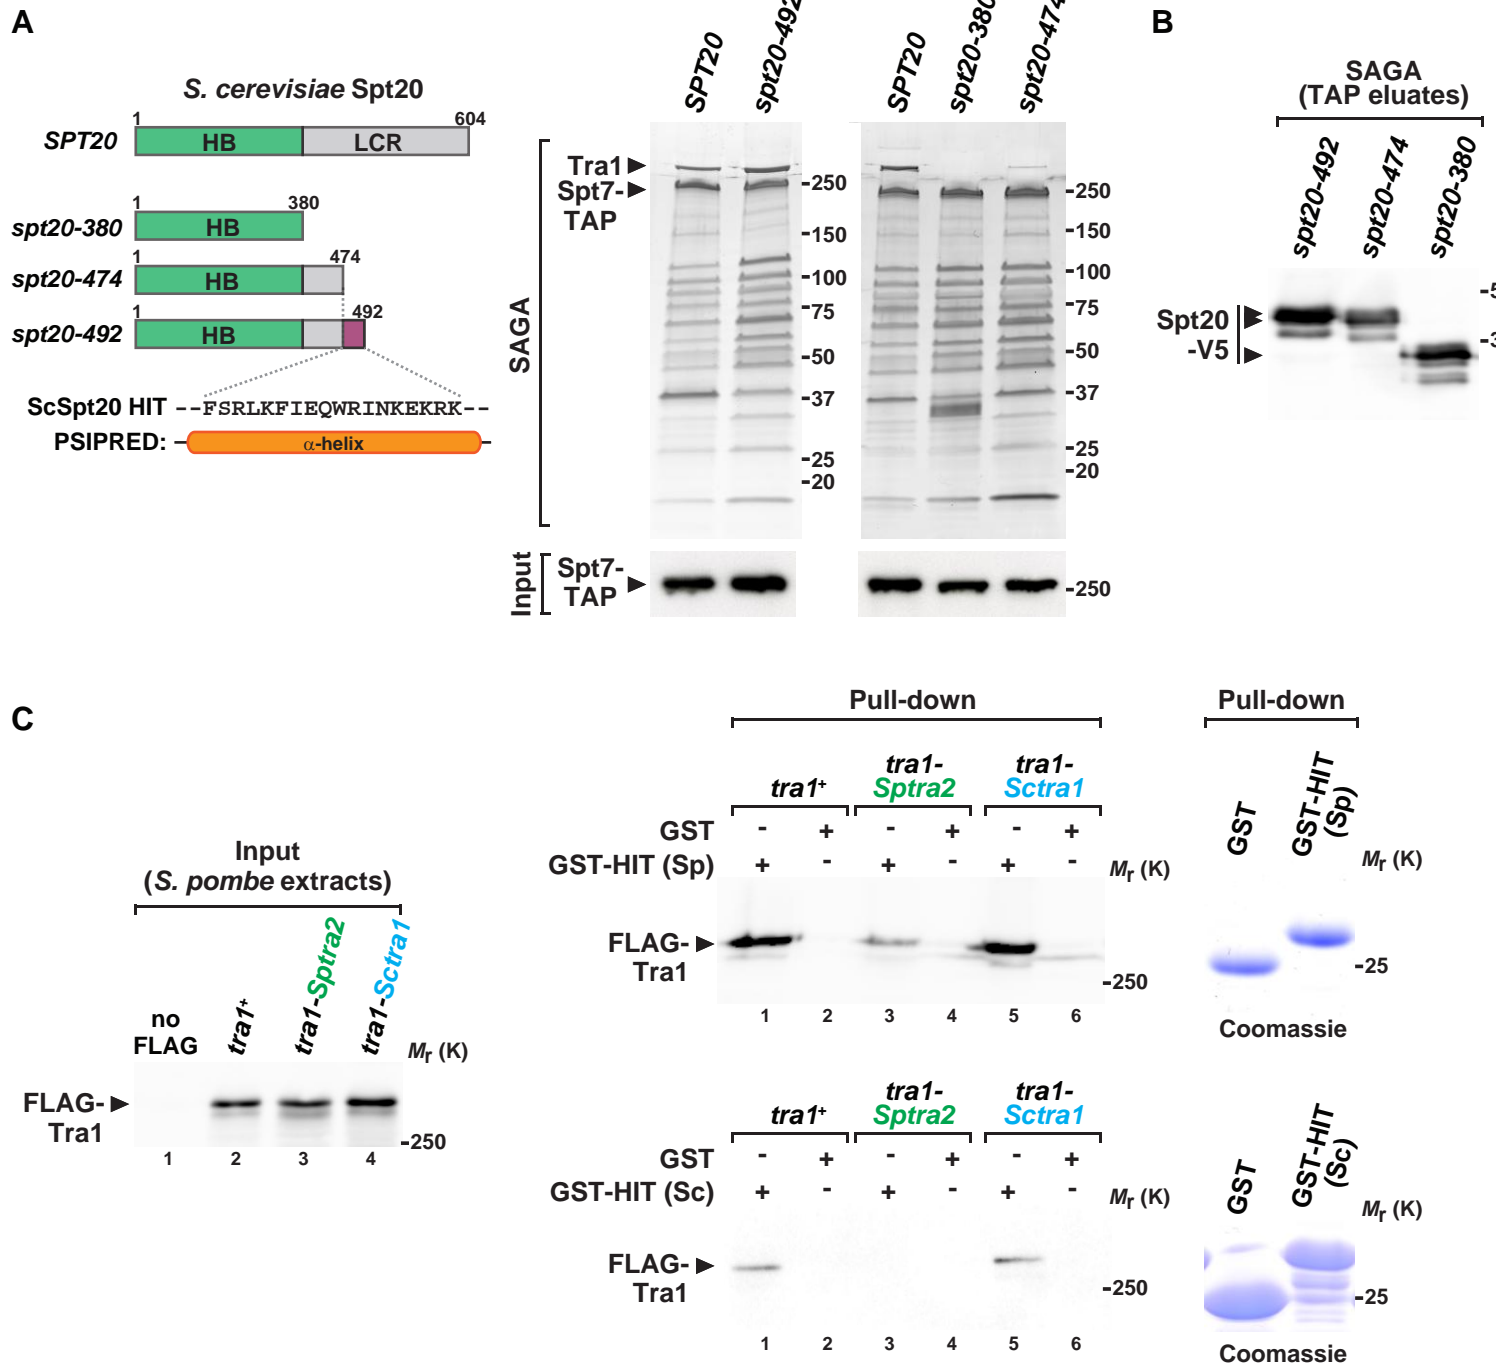 A
S. cerevisiae Spt20
1 604
SPT20 HB LCR
1 380
spt20-380 HB
1 474
spt20-474 HB
1 492
spt20-492 HB
ScSpt20 HIT --FSRLKFIEQWRINKEKRK--
PSIPRED: α-helix
SPT20 spt20-492 SPT20 spt20-380 spt20-474
SAGA
Tra1
Spt7-
TAP
-250
-150
-100
-75
-50
-37
-25
-20
-250
-150
-100
-75
-50
-37
-25
-20
Input
Spt7-
TAP
-250
B
SAGA
(TAP eluates)
spt20-492 spt20-474 spt20-380
Spt20
-V5
C
Input
(S. pombe extracts)
no
FLAG
tra1+ tra1-Sptra2 tra1-Sctra1
Mr (K)
FLAG-
Tra1
-250
1 2 3 4
Pull-down
tra1+ tra1-Sptra2 tra1-Sctra1
GST - + - + - +
GST-HIT (Sp) + - + - + -
Mr (K)
FLAG-
Tra1
-250
1 2 3 4 5 6
Pull-down
GST GST-HIT (Sp)
Mr (K)
-25
Coomassie
tra1+ tra1-Sptra2 tra1-Sctra1
GST - + - + - +
GST-HIT (Sc) + - + - + -
Mr (K)
FLAG-
Tra1
-250
1 2 3 4 5 6
GST GST-HIT (Sc)
Mr (K)
-25
Coomassie